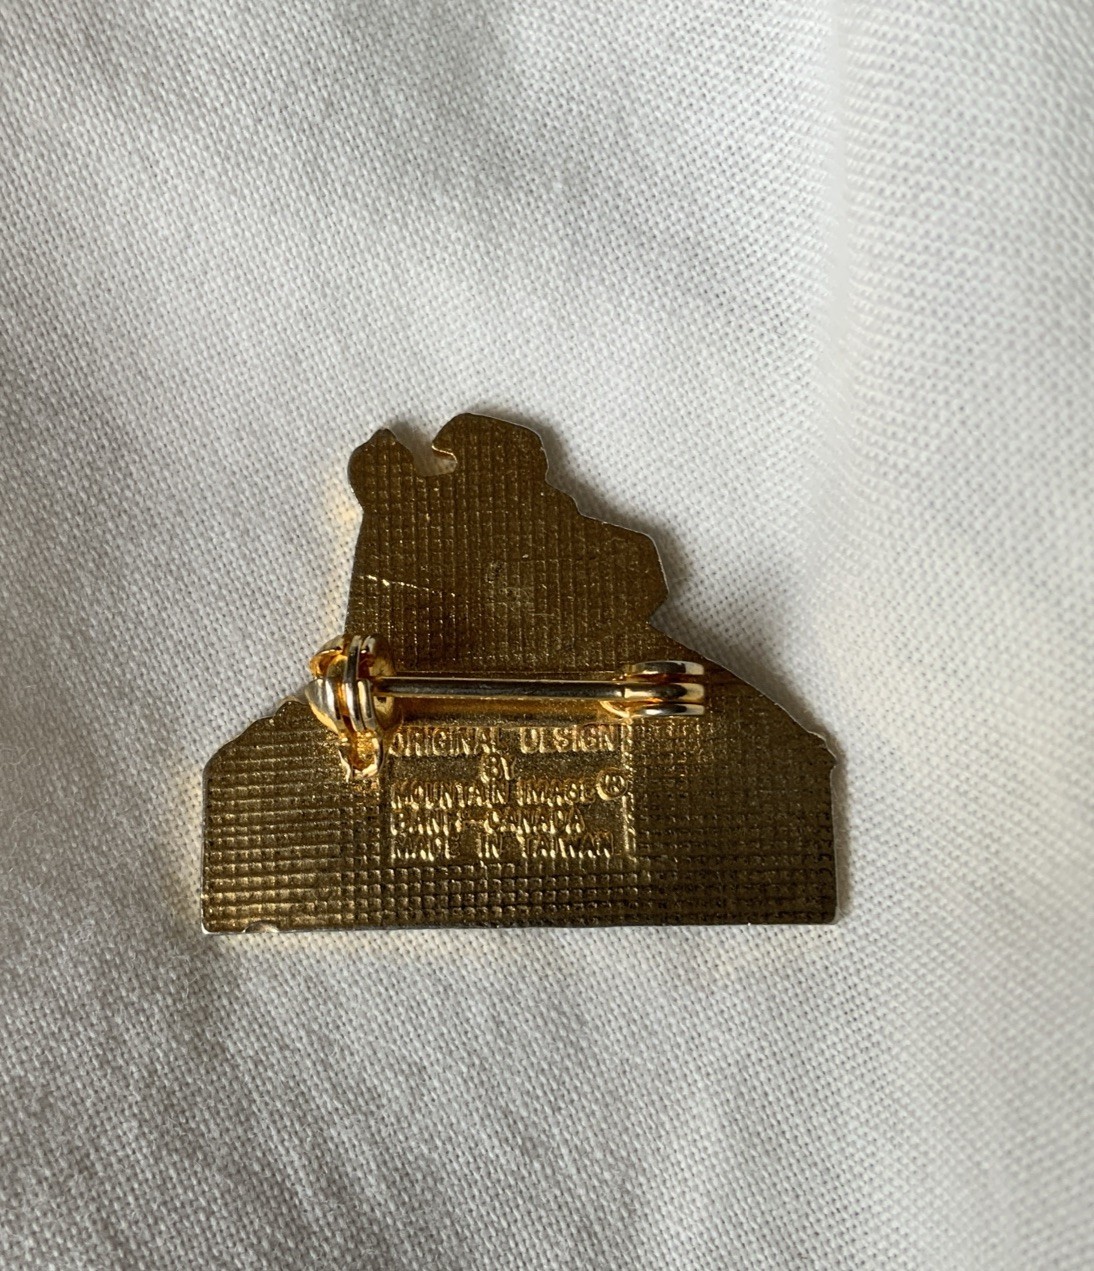 ORIGINAL DESIGN
BY
MOUNTAIN IMAGE®
BANFF-CANADA
MADE IN TAIWAN